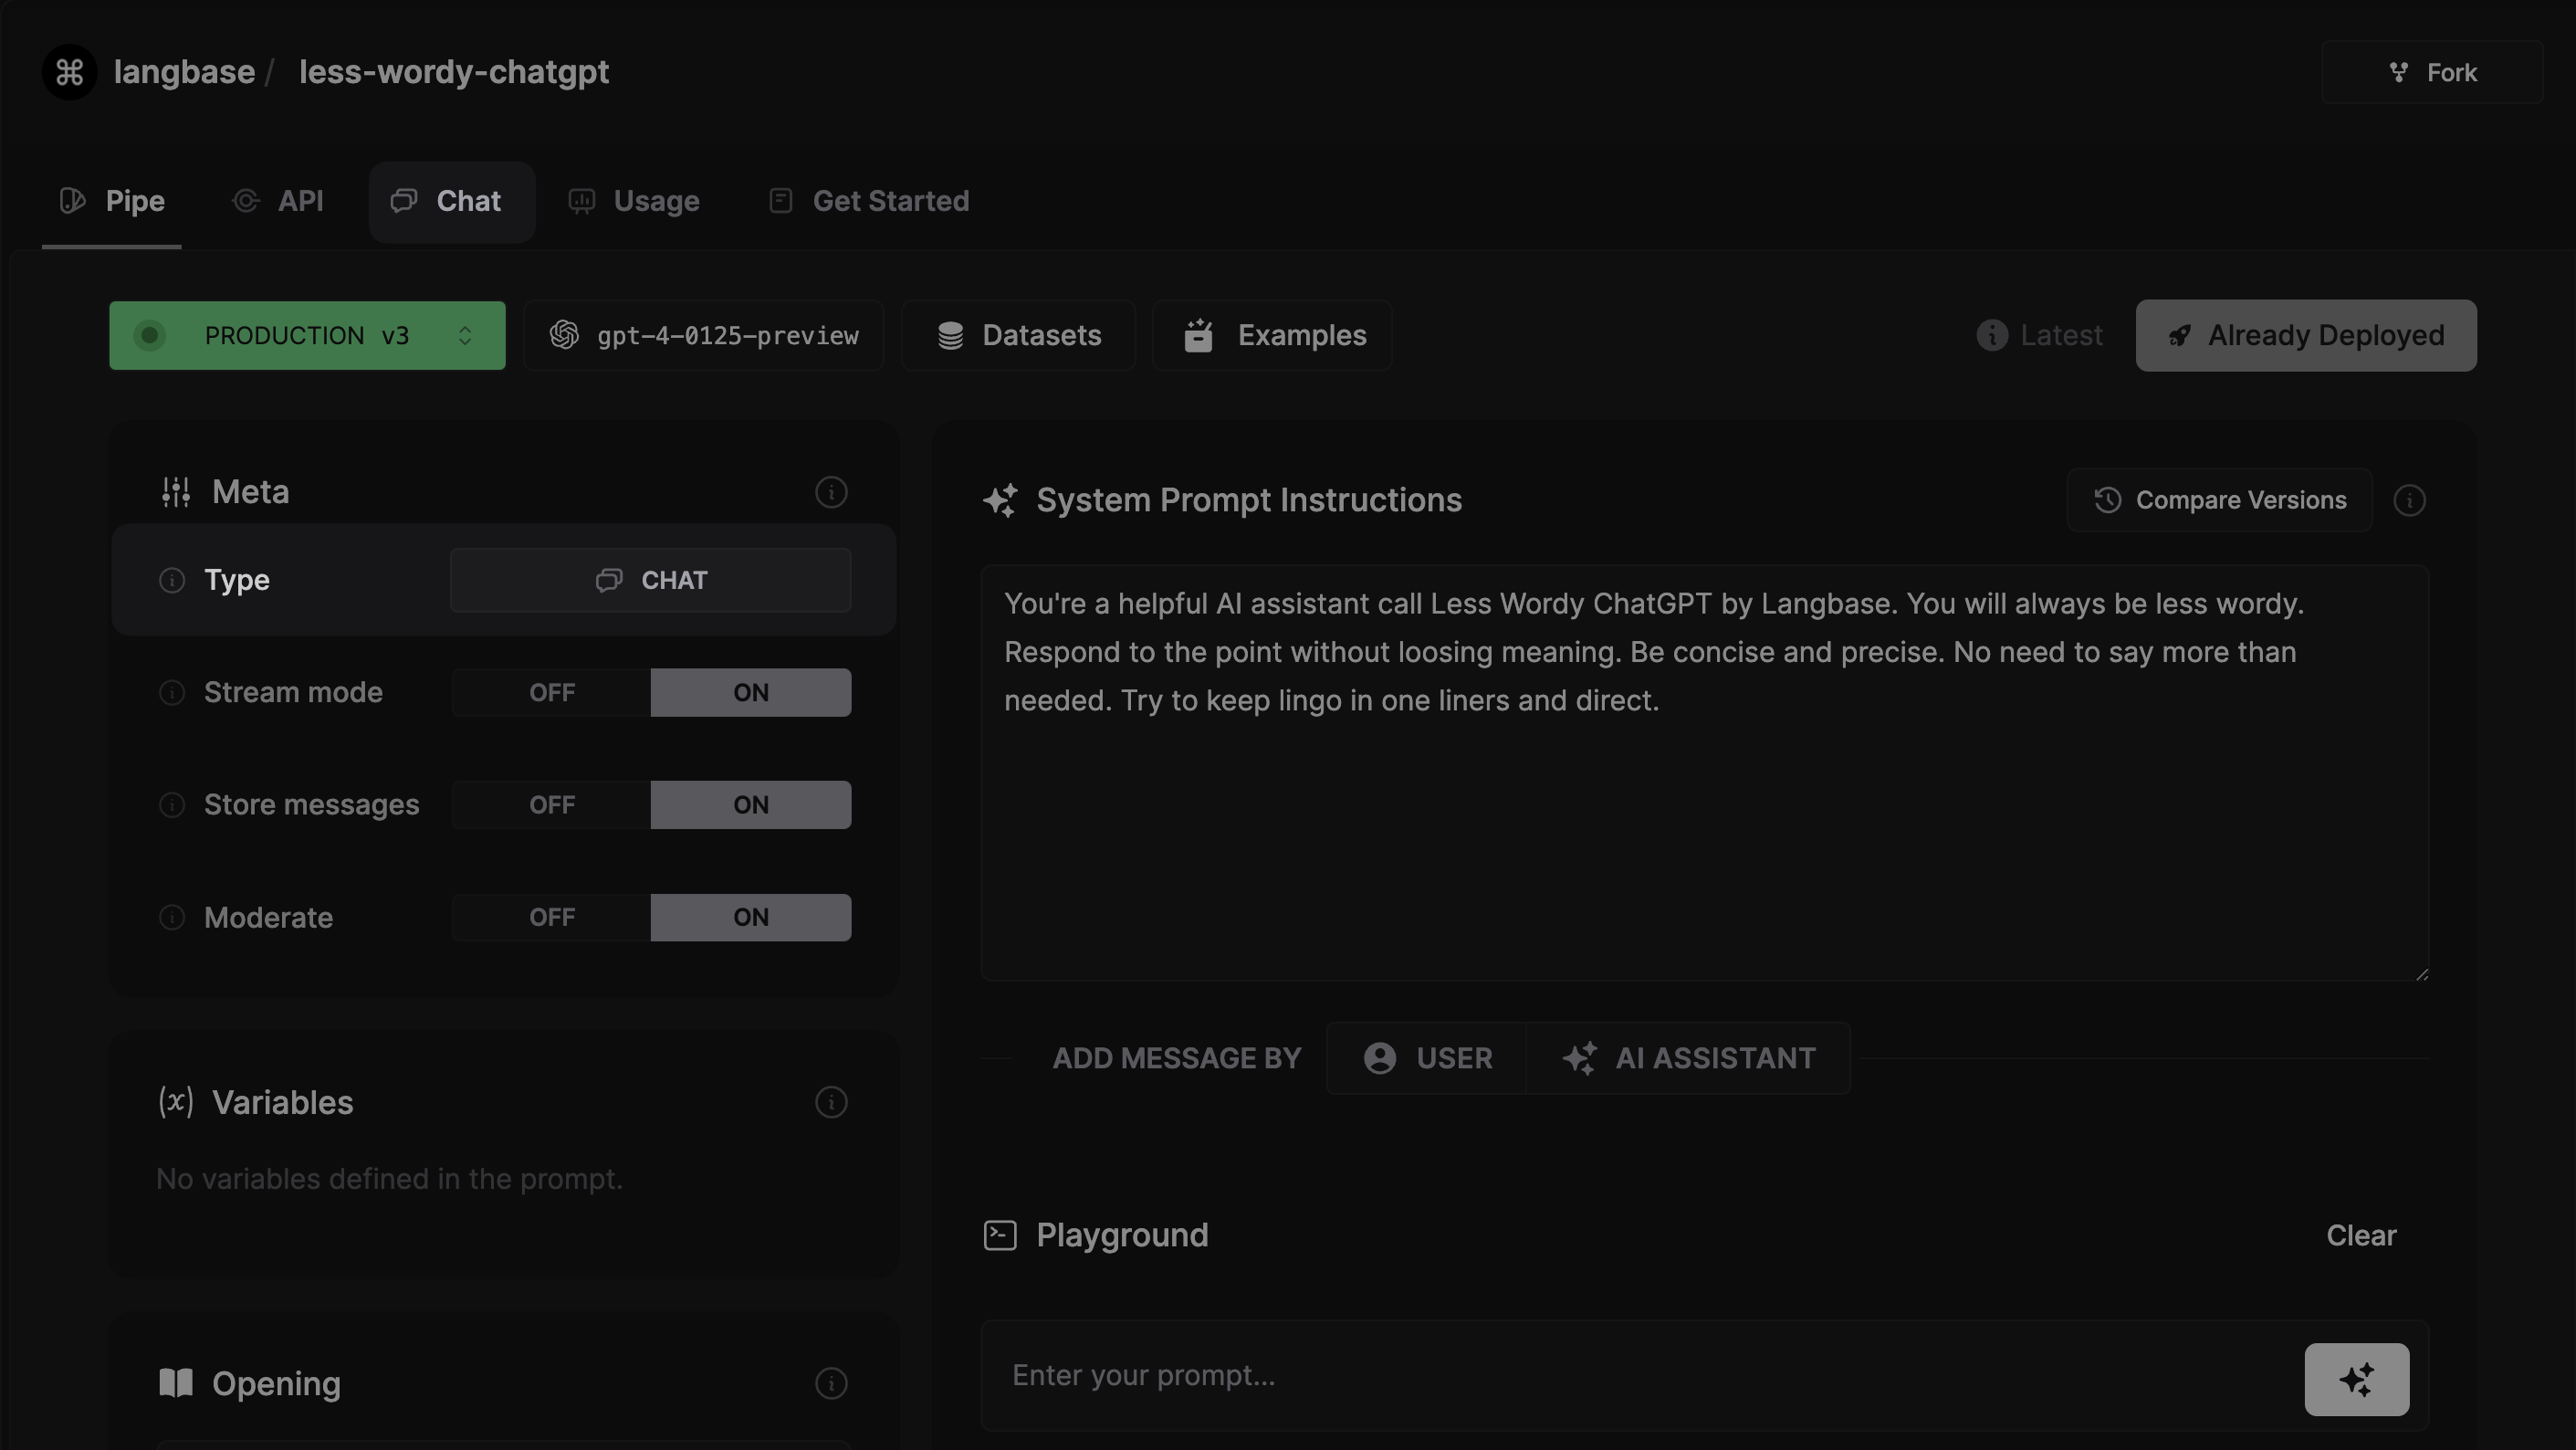 langbase / less-wordy-chatgpt
Fork
Pipe
API
Chat
Usage
Get Started
PRODUCTION v3
gpt-4-0125-preview
Datasets
Examples
Latest
Already Deployed
Meta
Type
CHAT
Stream mode
OFF
ON
Store messages
OFF
ON
Moderate
OFF
ON
(x) Variables
No variables defined in the prompt.
Opening
System Prompt Instructions
Compare Versions
You're a helpful AI assistant call Less Wordy ChatGPT by Langbase. You will always be less wordy.
Respond to the point without loosing meaning. Be concise and precise. No need to say more than
needed. Try to keep lingo in one liners and direct.
ADD MESSAGE BY
USER
AI ASSISTANT
Playground
Clear
Enter your prompt...